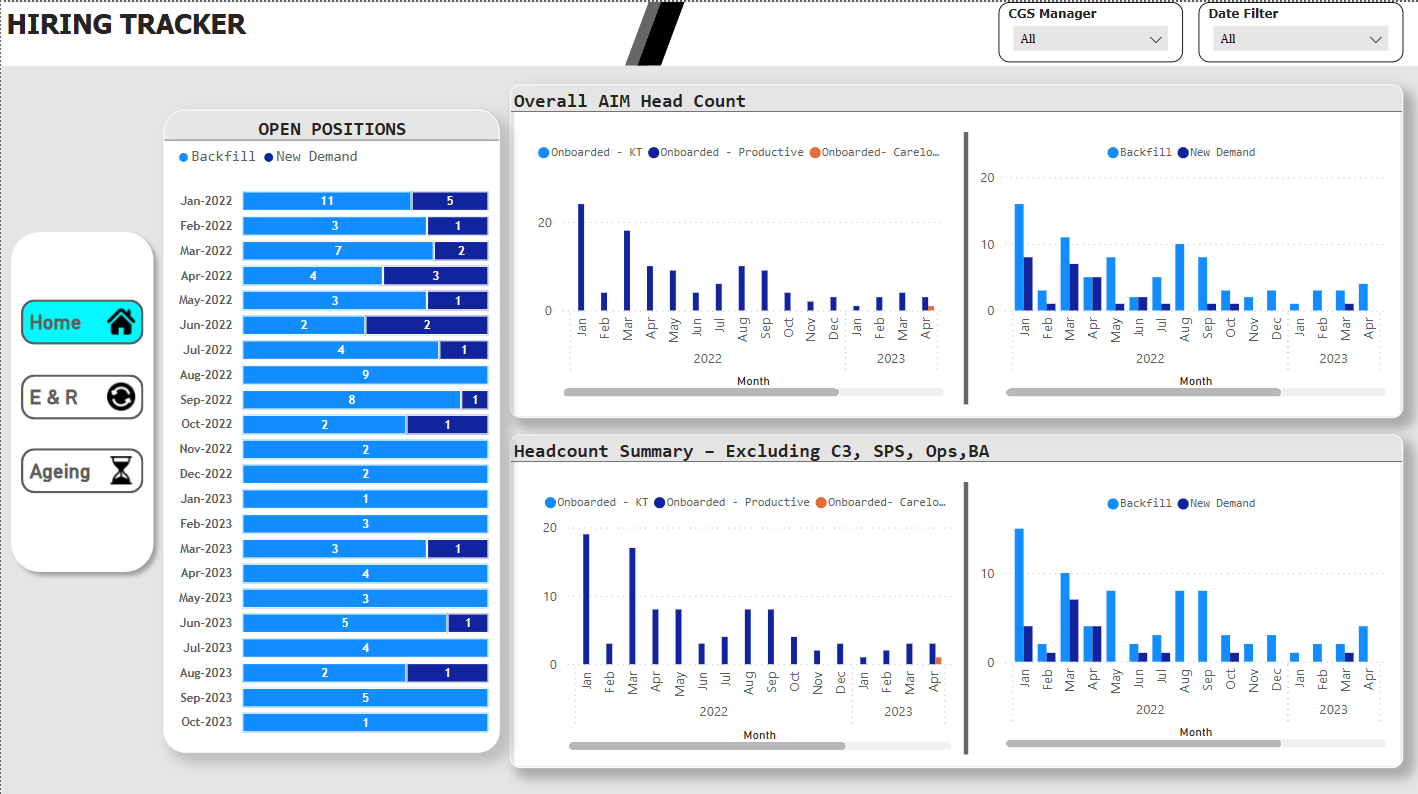 HIRING TRACKER
CGS Manager
All
Date Filter
All
Home
E & R
Ageing
OPEN POSITIONS
Backfill New Demand
Jan-2022 11 5
Feb-2022 3 1
Mar-2022 7 2
Apr-2022 4 3
May-2022 3 1
Jun-2022 2 2
Jul-2022 4 1
Aug-2022 9
Sep-2022 8 1
Oct-2022 2 1
Nov-2022 2
Dec-2022 2
Jan-2023 1
Feb-2023 3
Mar-2023 3 1
Apr-2023 4
May-2023 3
Jun-2023 5 1
Jul-2023 4
Aug-2023 2 1
Sep-2023 5
Oct-2023 1
Overall AIM Head Count
Onboarded - KT Onboarded - Productive Onboarded- Carelo…
20
0
Jan Feb Mar Apr May Jun Jul Aug Sep Oct Nov Dec Jan Feb Mar Apr
2022 2023
Month
Backfill New Demand
20
10
0
Jan Feb Mar Apr May Jun Jul Aug Sep Oct Nov Dec Jan Feb Mar Apr
2022 2023
Month
Headcount Summary – Excluding C3, SPS, Ops,BA
Onboarded - KT Onboarded - Productive Onboarded- Carelo…
20
10
0
Jan Feb Mar Apr May Jun Jul Aug Sep Oct Nov Dec Jan Feb Mar Apr
2022 2023
Month
Backfill New Demand
10
0
Jan Feb Mar Apr May Jun Jul Aug Sep Oct Nov Dec Jan Feb Mar Apr
2022 2023
Month